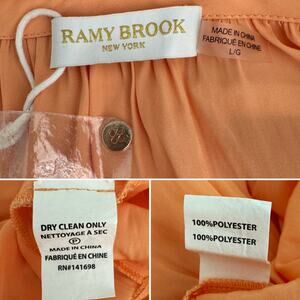 RAMY BROOK
NEW YORK
MADE IN CHINA
FABRIQUÉ EN CHINE
L/G
DRY CLEAN ONLY
NETTOYAGE À SEC
P
MADE IN CHINA
FABRIQUÉ EN CHINE
RN#141698
100%POLYESTER
100%POLYESTER